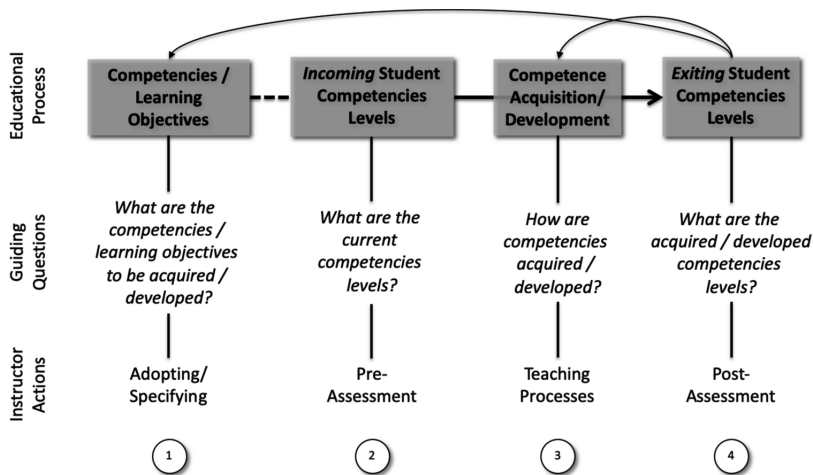 Educational
Process
Competencies /
Learning
Objectives
Incoming Student
Competencies
Levels
Competence
Acquisition/
Development
Exiting Student
Competencies
Levels
Guiding
Questions
What are the
competencies /
learning objectives
to be acquired /
developed?
What are the
current
competencies
levels?
How are
competencies
acquired /
developed?
What are the
acquired / developed
competencies
levels?
Instructor
Actions
Adopting/
Specifying
Pre-
Assessment
Teaching
Processes
Post-
Assessment
1
2
3
4